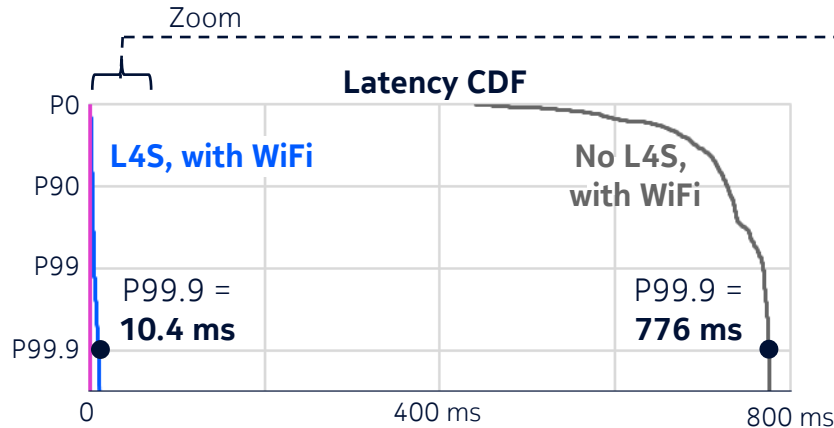 Zoom
Latency CDF
P0
L4S, with WiFi
No L4S,
with WiFi
P90
P99
P99.9 =
10.4 ms
P99.9 =
776 ms
P99.9
0
400 ms
800 ms